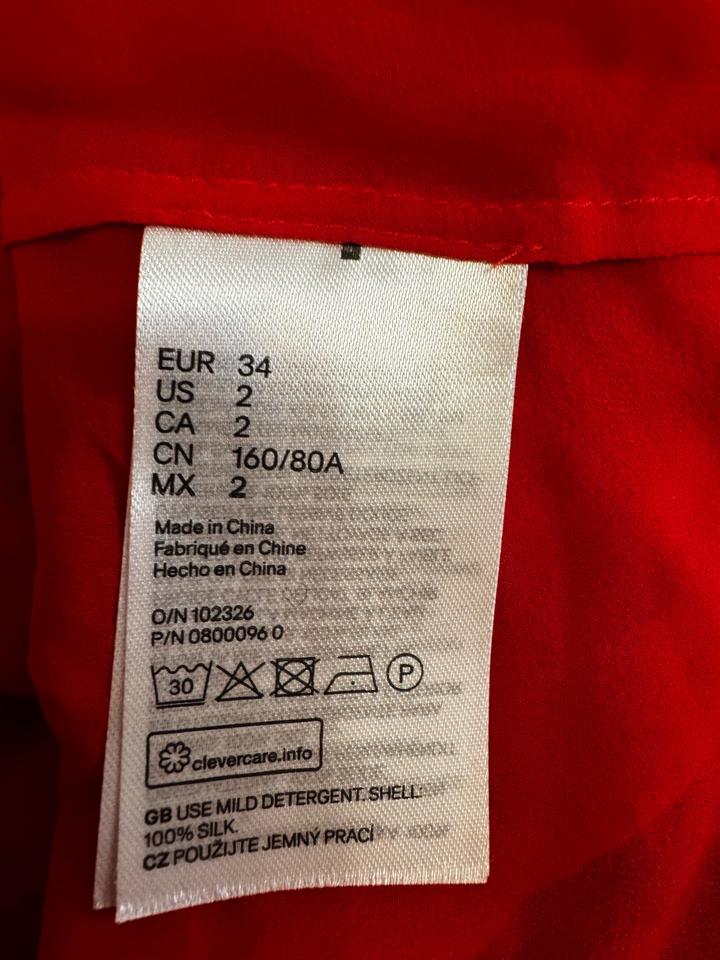 EUR 34
US 2
CA 2
CN 160/80A
MX 2
Made in China
Fabriqué en Chine
Hecho en China
O/N 102326
P/N 0800096 0
30
P
clevercare.info
GB USE MILD DETERGENT. SHELL:
100% SILK.
CZ POUŽIJTE JEMNÝ PRACÍ